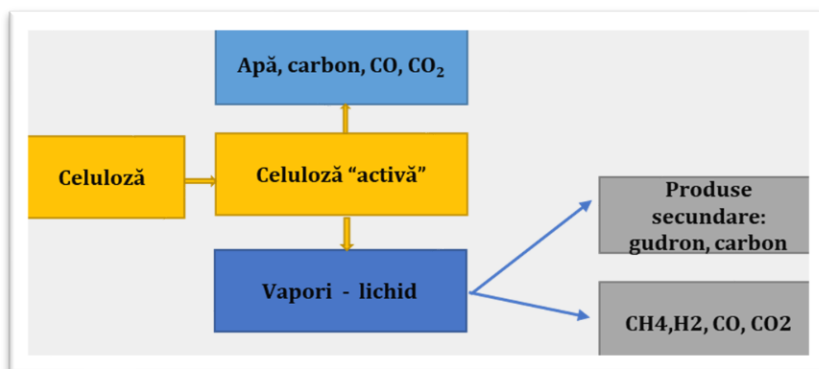 Apă, carbon, CO, CO₂
Celuloză
Celuloză “activă”
Produse
secundare:
gudron, carbon
Vapori - lichid
CH4,H2, CO, CO2